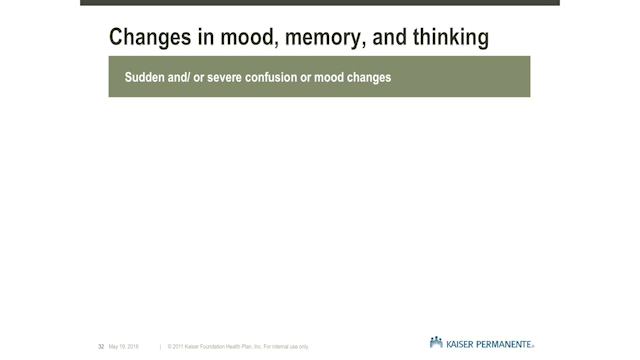 Changes in mood, memory, and thinking
Sudden and/ or severe confusion or mood changes
32 May 19, 2016 | © 2011 Kaiser Foundation Health Plan, Inc. For internal use only.
KAISER PERMANENTE®